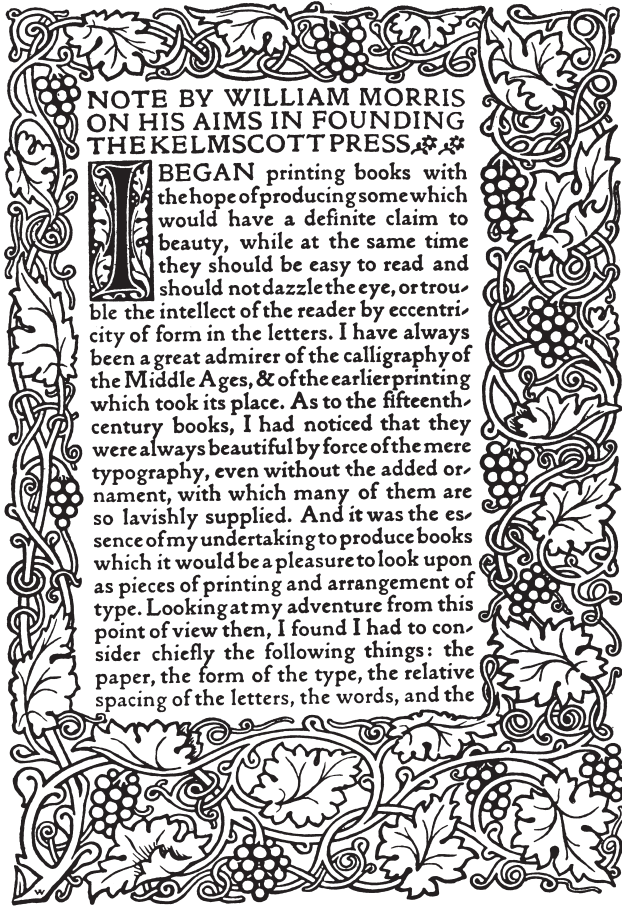 NOTE BY WILLIAM MORRIS
ON HIS AIMS IN FOUNDING
THE KELMSCOTT PRESS
I BEGAN printing books with
the hope of producing some which
would have a definite claim to
beauty, while at the same time
they should be easy to read and
should not dazzle the eye, or trou-
ble the intellect of the reader by eccentri-
city of form in the letters. I have always
been a great admirer of the calligraphy of
the Middle Ages, & of the earlier printing
which took its place. As to the fifteenth-
century books, I had noticed that they
were always beautiful by force of the mere
typography, even without the added or-
nament, with which many of them are
so lavishly supplied. And it was the es-
sence of my undertaking to produce books
which it would be a pleasure to look upon
as pieces of printing and arrangement of
type. Looking at my adventure from this
point of view then, I found I had to con-
sider chiefly the following things: the
paper, the form of the type, the relative
spacing of the letters, the words, and the
W